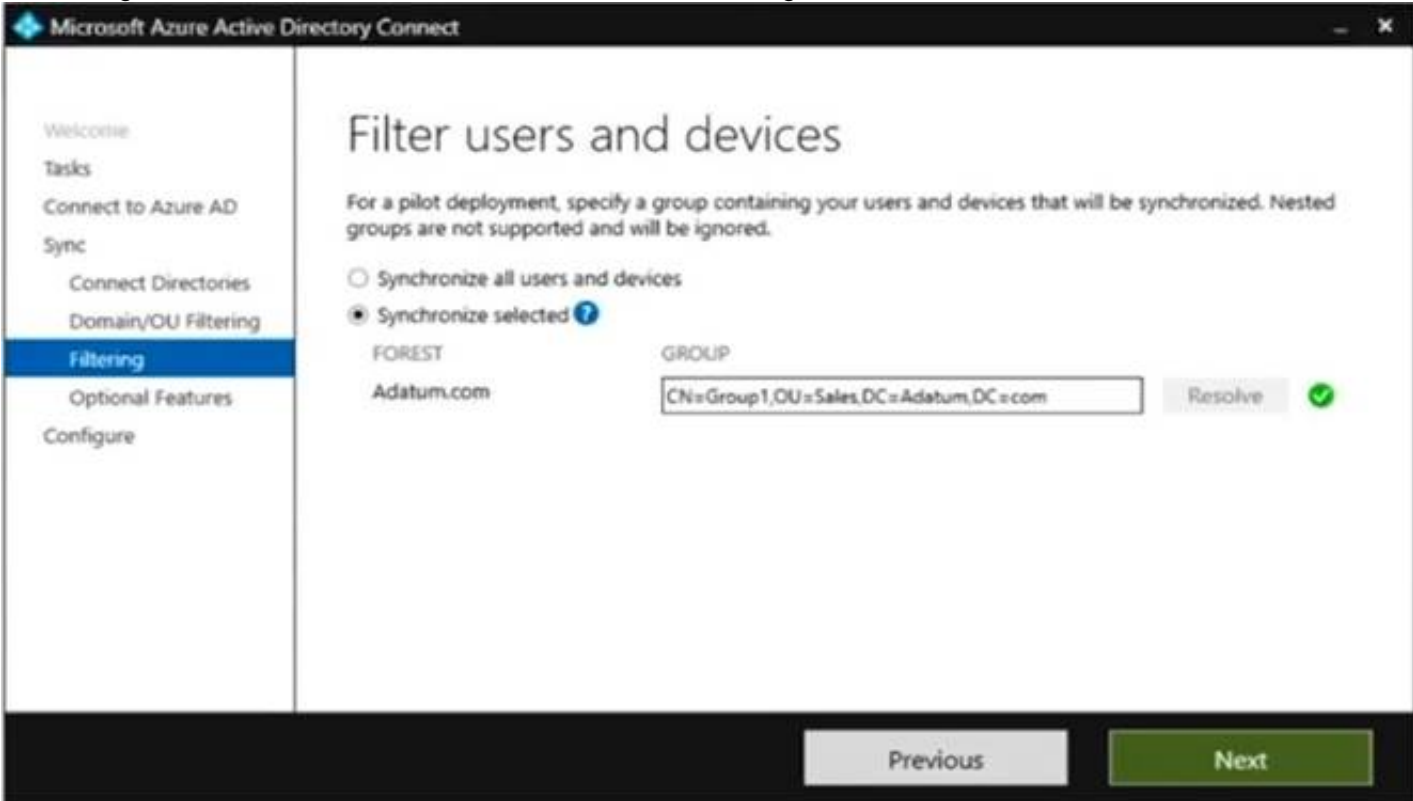 Microsoft Azure Active Directory Connect
Welcome
Tasks
Connect to Azure AD
Sync
Connect Directories
Domain/OU Filtering
Filtering
Optional Features
Configure
Filter users and devices
For a pilot deployment, specify a group containing your users and devices that will be synchronized. Nested
groups are not supported and will be ignored.
Synchronize all users and devices
Synchronize selected ?
FOREST GROUP
Adatum.com CN=Group1,OU=Sales,DC=Adatum,DC=com Resolve
Previous Next